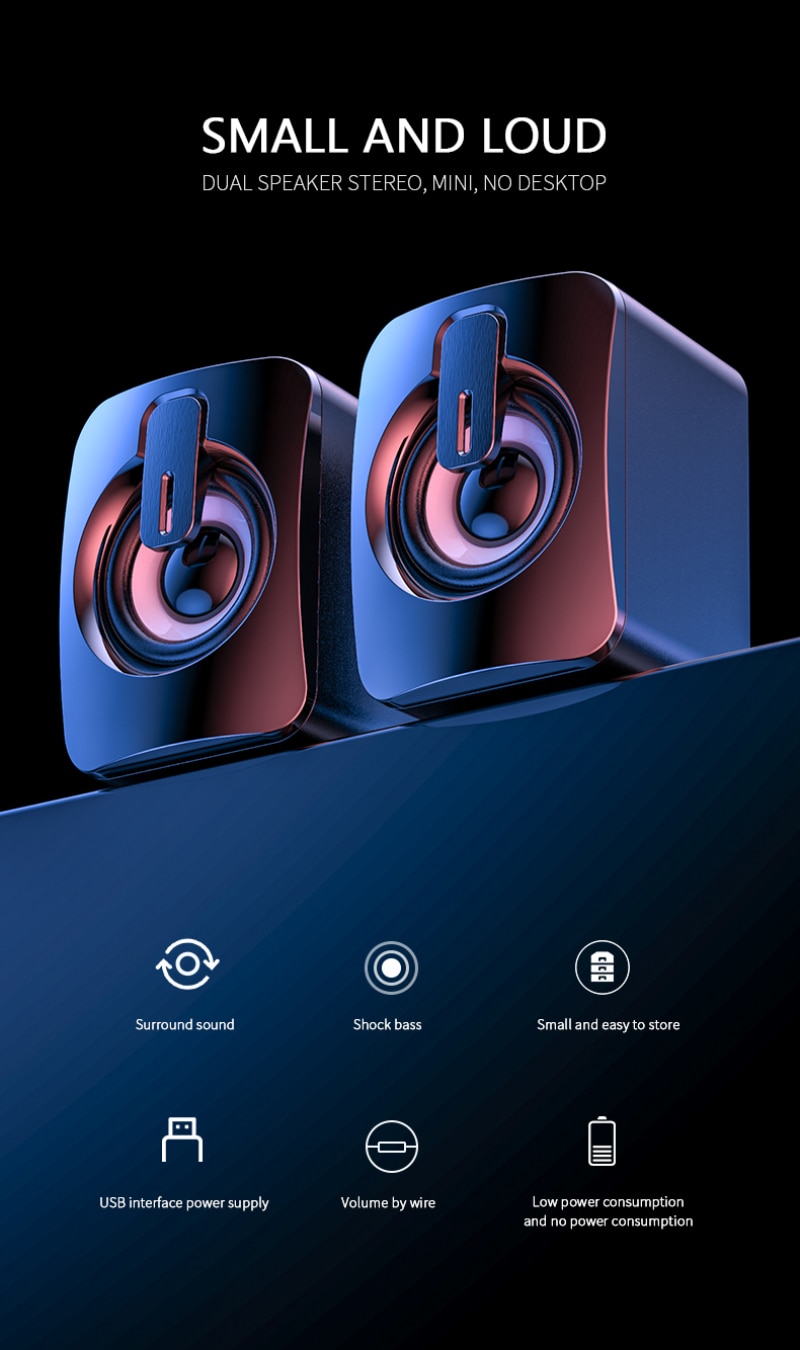 SMALL AND LOUD
DUAL SPEAKER STEREO, MINI, NO DESKTOP
Surround sound
Shock bass
Small and easy to store
USB interface power supply
Volume by wire
Low power consumption
and no power consumption